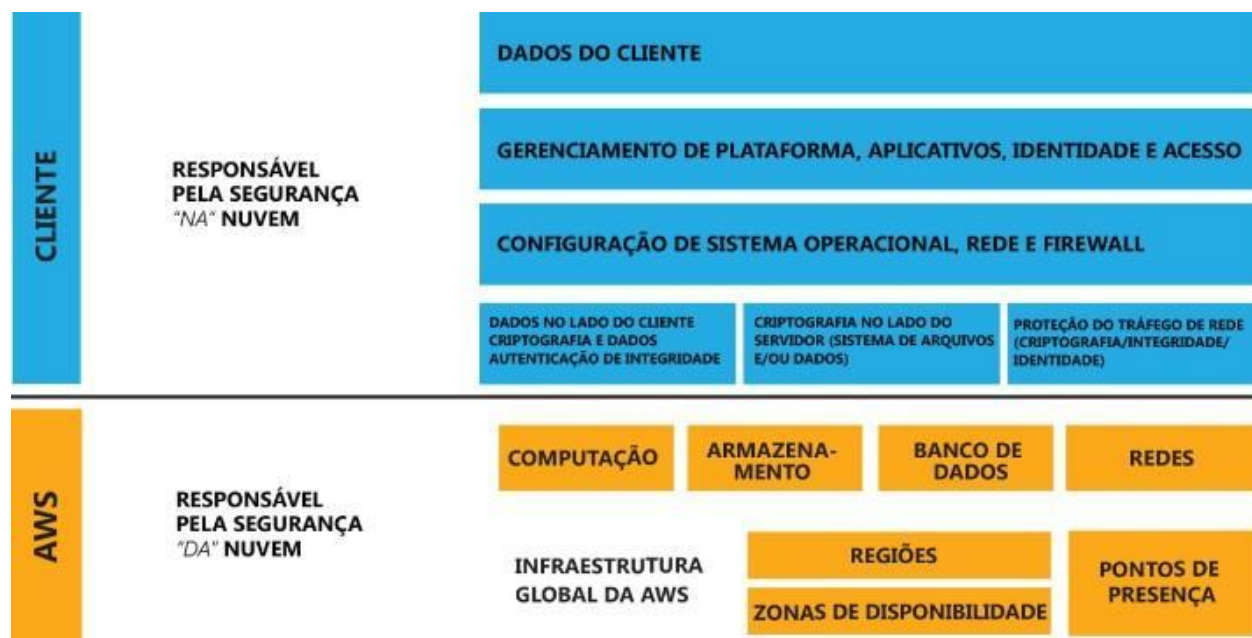 CLIENTE
RESPONSÁVEL
PELA SEGURANÇA
“NA” NUVEM
DADOS DO CLIENTE
GERENCIAMENTO DE PLATAFORMA, APLICATIVOS, IDENTIDADE E ACESSO
CONFIGURAÇÃO DE SISTEMA OPERACIONAL, REDE E FIREWALL
DADOS NO LADO DO CLIENTE
CRIPTOGRAFIA E DADOS
AUTENTICAÇÃO DE INTEGRIDADE
CRIPTOGRAFIA NO LADO DO
SERVIDOR (SISTEMA DE ARQUIVOS
E/OU DADOS)
PROTEÇÃO DO TRÁFEGO DE REDE
(CRIPTOGRAFIA/INTEGRIDADE/
IDENTIDADE)
AWS
RESPONSÁVEL
PELA SEGURANÇA
“DA” NUVEM
COMPUTAÇÃO
ARMAZENA-
MENTO
BANCO DE
DADOS
REDES
INFRAESTRUTURA
GLOBAL DA AWS
REGIÕES
ZONAS DE DISPONIBILIDADE
PONTOS DE
PRESENÇA